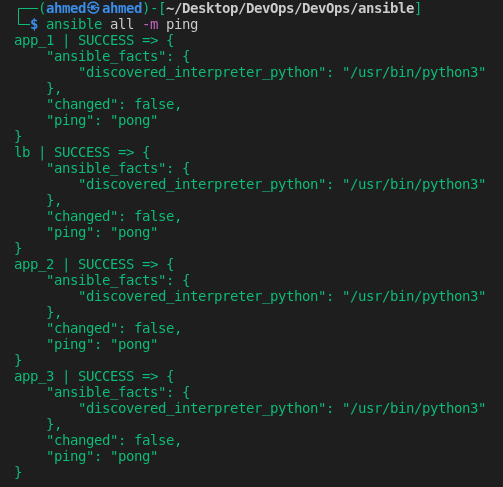 ┌──(ahmed㉿ahmed)-[~/Desktop/DevOps/DevOps/ansible]
└─$ ansible all -m ping
app_1 | SUCCESS => {
    "ansible_facts": {
        "discovered_interpreter_python": "/usr/bin/python3"
    },
    "changed": false,
    "ping": "pong"
}
lb | SUCCESS => {
    "ansible_facts": {
        "discovered_interpreter_python": "/usr/bin/python3"
    },
    "changed": false,
    "ping": "pong"
}
app_2 | SUCCESS => {
    "ansible_facts": {
        "discovered_interpreter_python": "/usr/bin/python3"
    },
    "changed": false,
    "ping": "pong"
}
app_3 | SUCCESS => {
    "ansible_facts": {
        "discovered_interpreter_python": "/usr/bin/python3"
    },
    "changed": false,
    "ping": "pong"
}